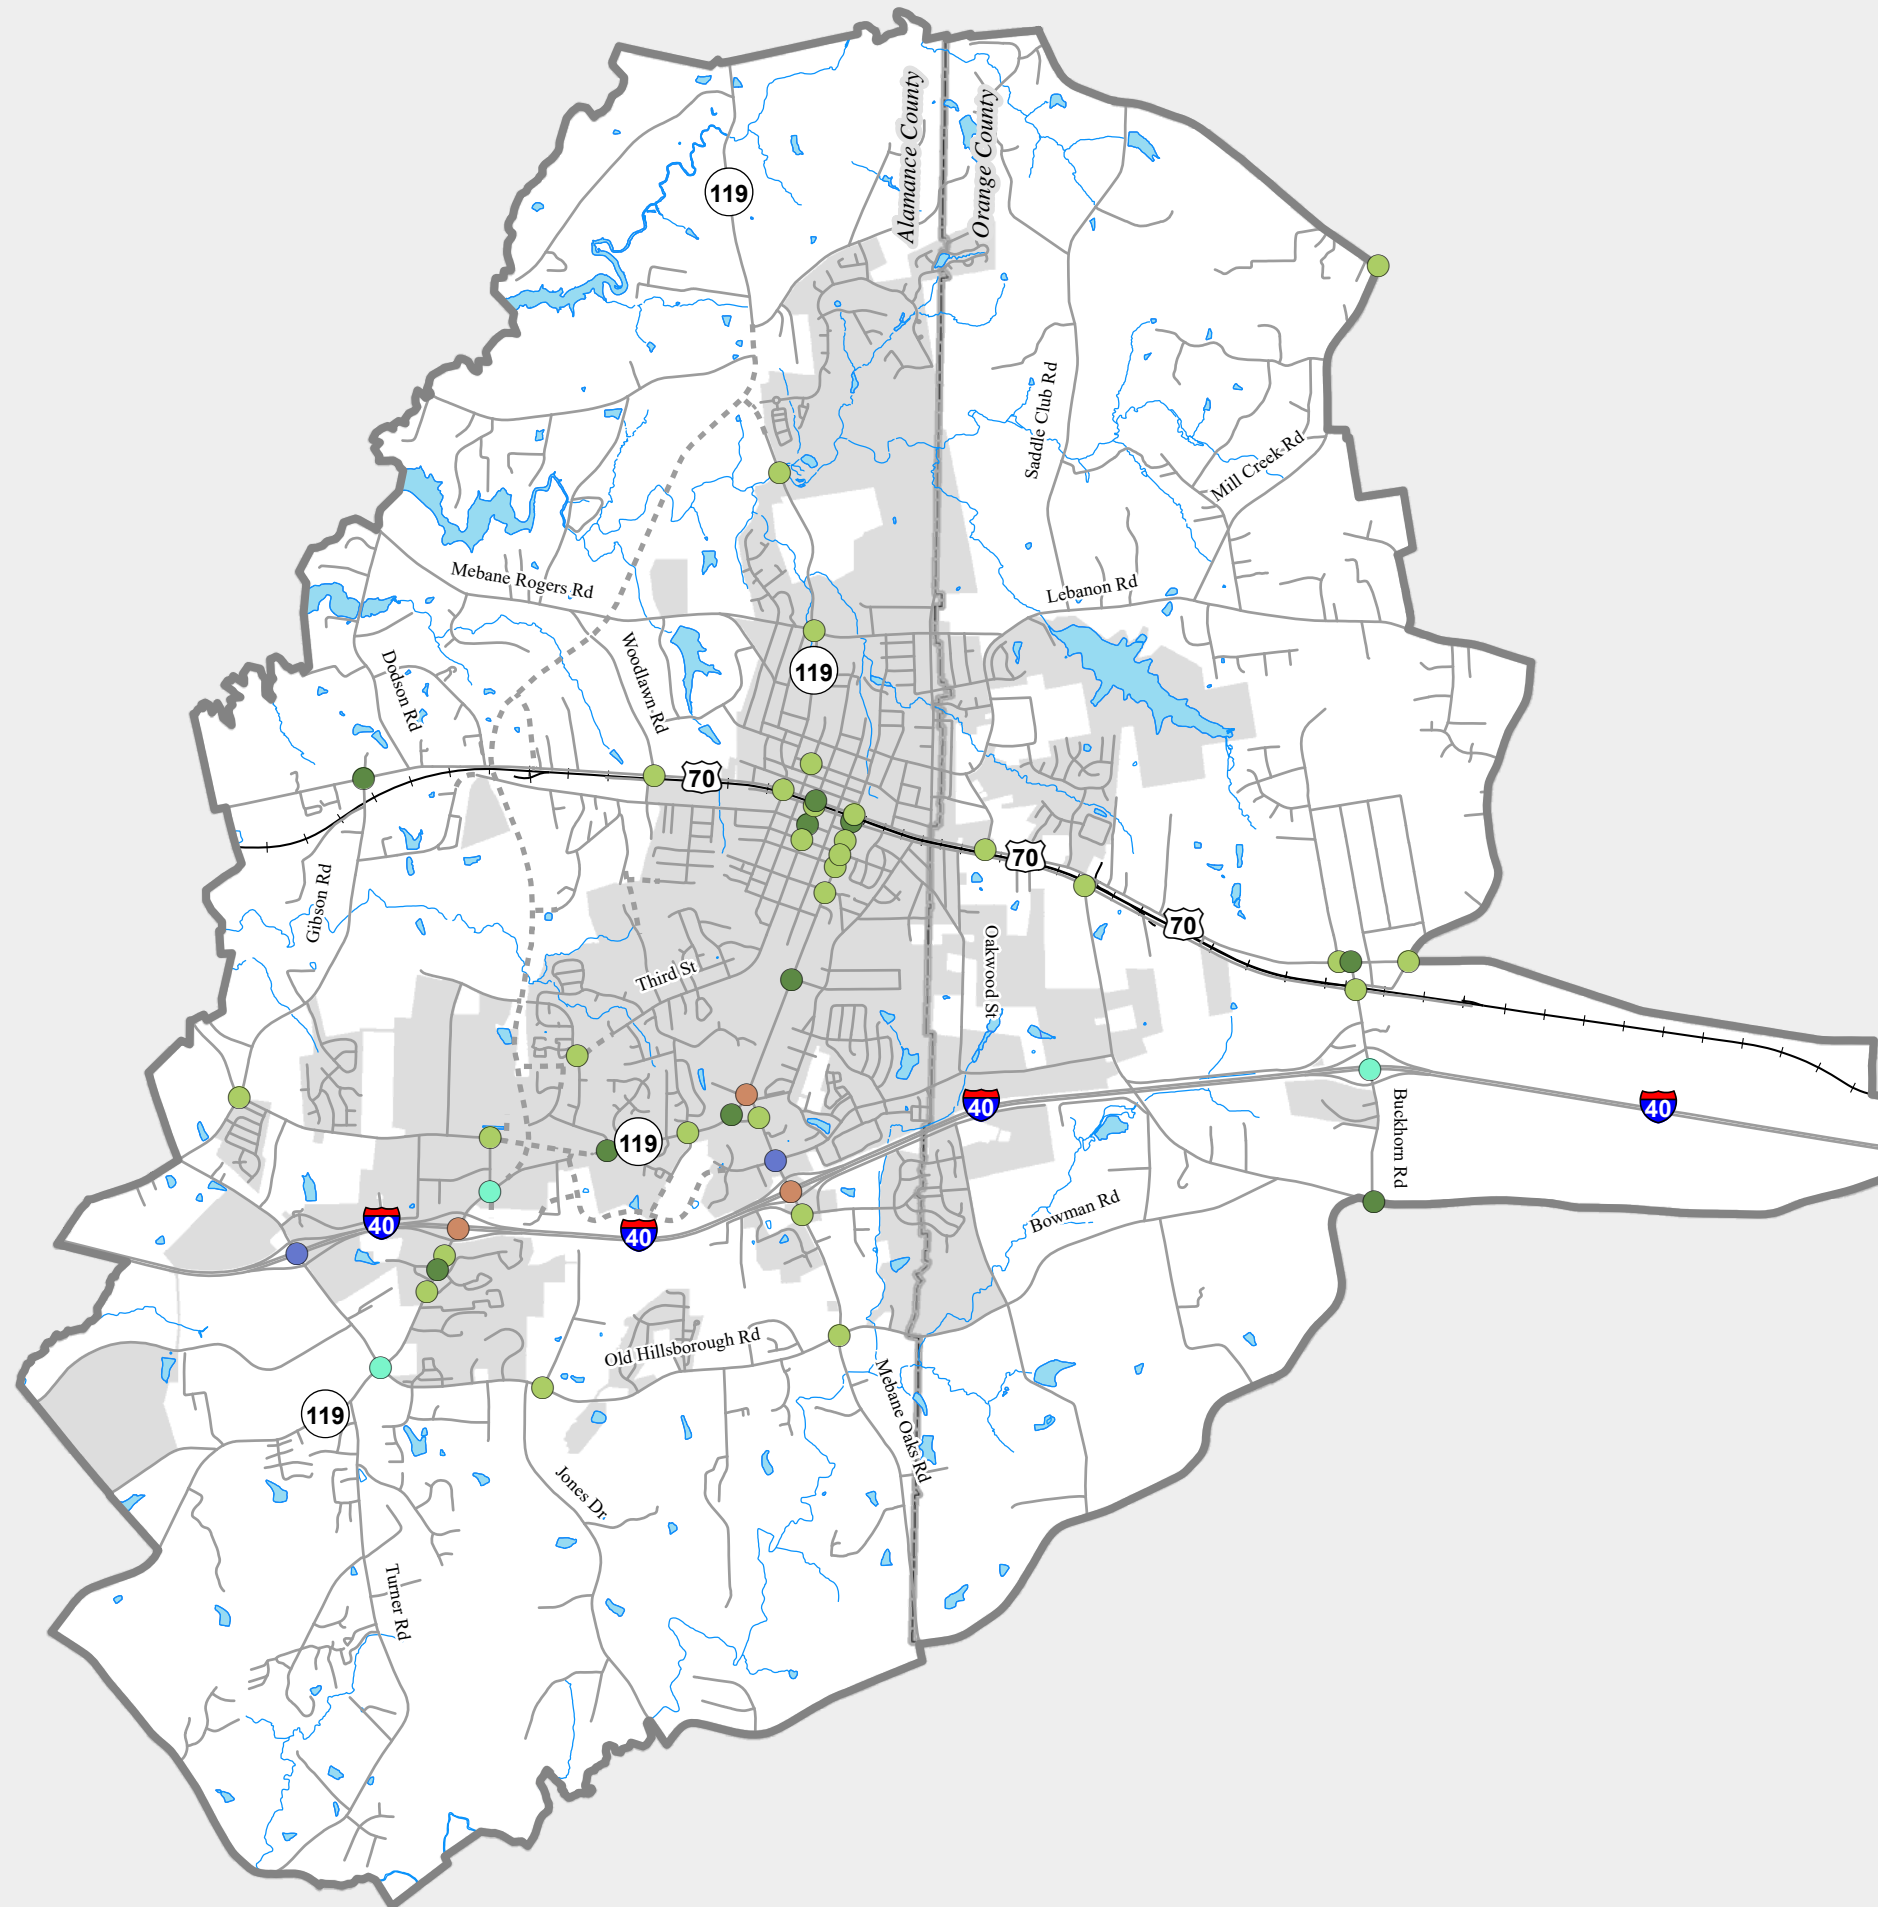 Alamance County
Orange County
119
Saddle Club Rd
Mill Creek Rd
Mebane Rogers Rd
Lebanon Rd
Woodlawn Rd
Dodson Rd
119
70
70
Gibson Rd
70
Third St
Oakwood St
40
Buckhorn Rd
40
119
Bowman Rd
40
40
Old Hillsborough Rd
Mebane Oaks Rd
119
Jones Dr.
Turner Rd